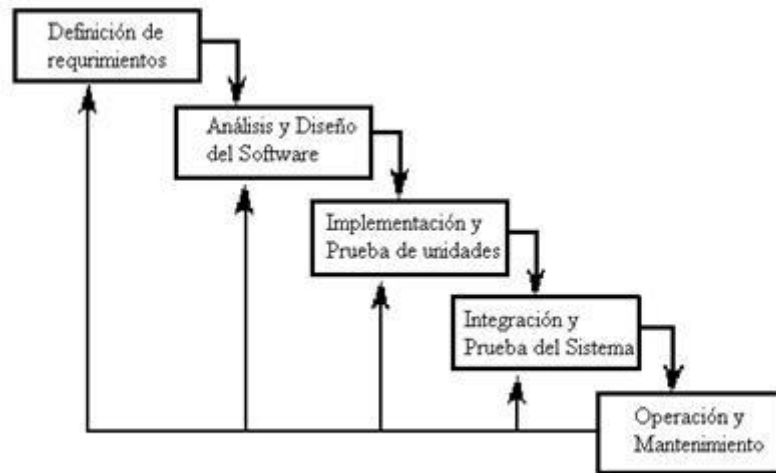 Definición de
requrimientos
Análisis y Diseño
del Software
Implementación y
Prueba de unidades
Integración y
Prueba del Sistema
Operación y
Mantenimiento